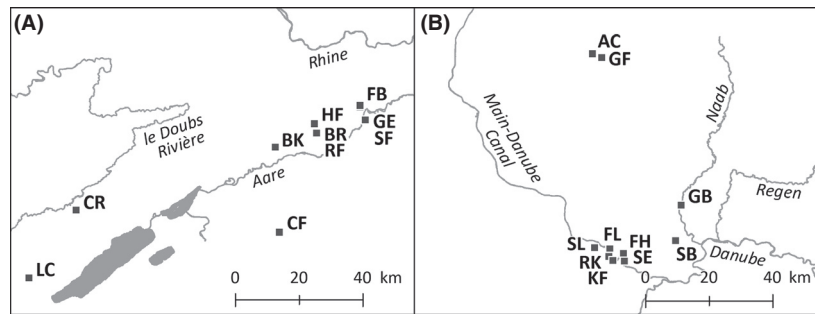 (A)
Rhine
FB
HF
GE
SF
BR
RF
BK
le Doubs
Rivière
Aare
CR
CF
LC
0 20 40 km
(B)
AC
GF
Naab
Main-Danube
Canal
Regen
GB
FL
FH
SL
SE
RK
KF
SB
Danube
0 20 40 km